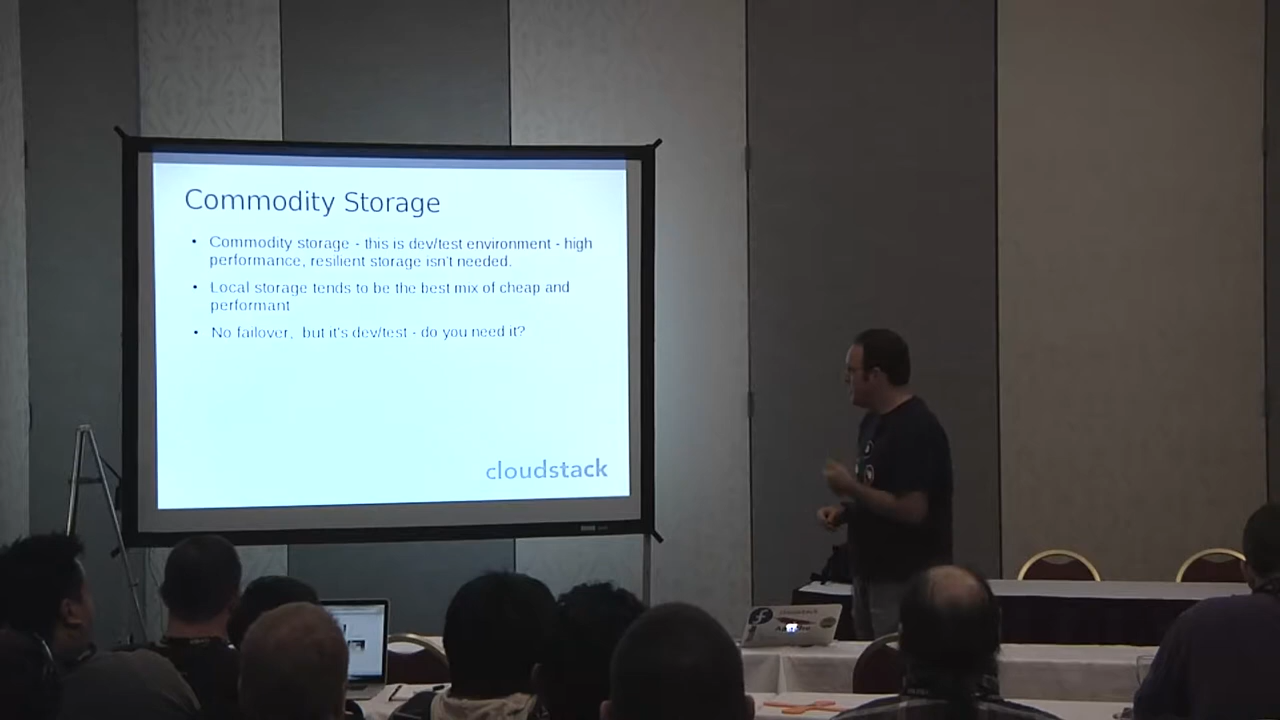 Commodity Storage
• Commodity storage - this is dev/test environment - high
performance, resilient storage isn't needed.
• Local storage tends to be the best mix of cheap and
performant
• No failover, but it's dev/test - do you need it?
cloudstack
cloudstack